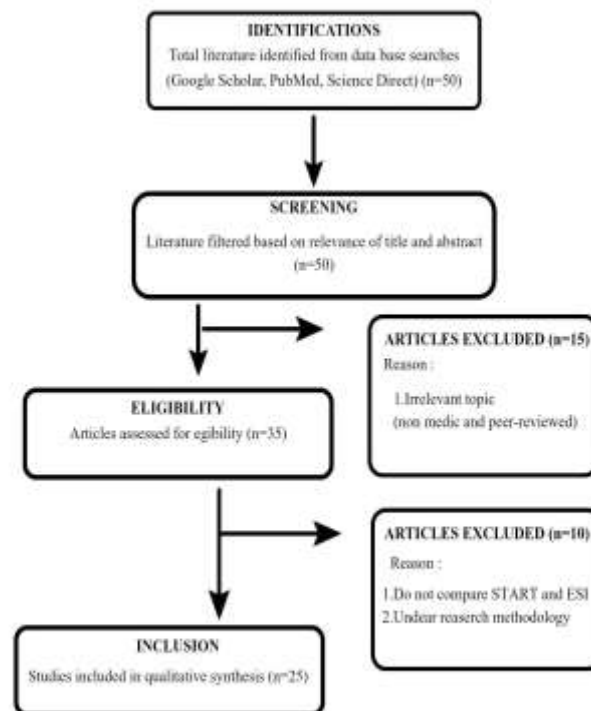 IDENTIFICATIONS
Total literature identified from data base searches
(Google Scholar, PubMed, Science Direct) (n=50)
SCREENING
Literature filtered based on relevance of title and abstract
(n=50)
ARTICLES EXCLUDED (n=15)
Reason :
1.Irrelevant topic
(non medic and peer-reviewed)
ELIGIBILITY
Articles assessed for egibility (n=35)
ARTICLES EXCLUDED (n=10)
Reason :
1.Do not compare START and ESI
2.Undear reaserch methodology
INCLUSION
Studies included in qualitative synthesis (n=25)